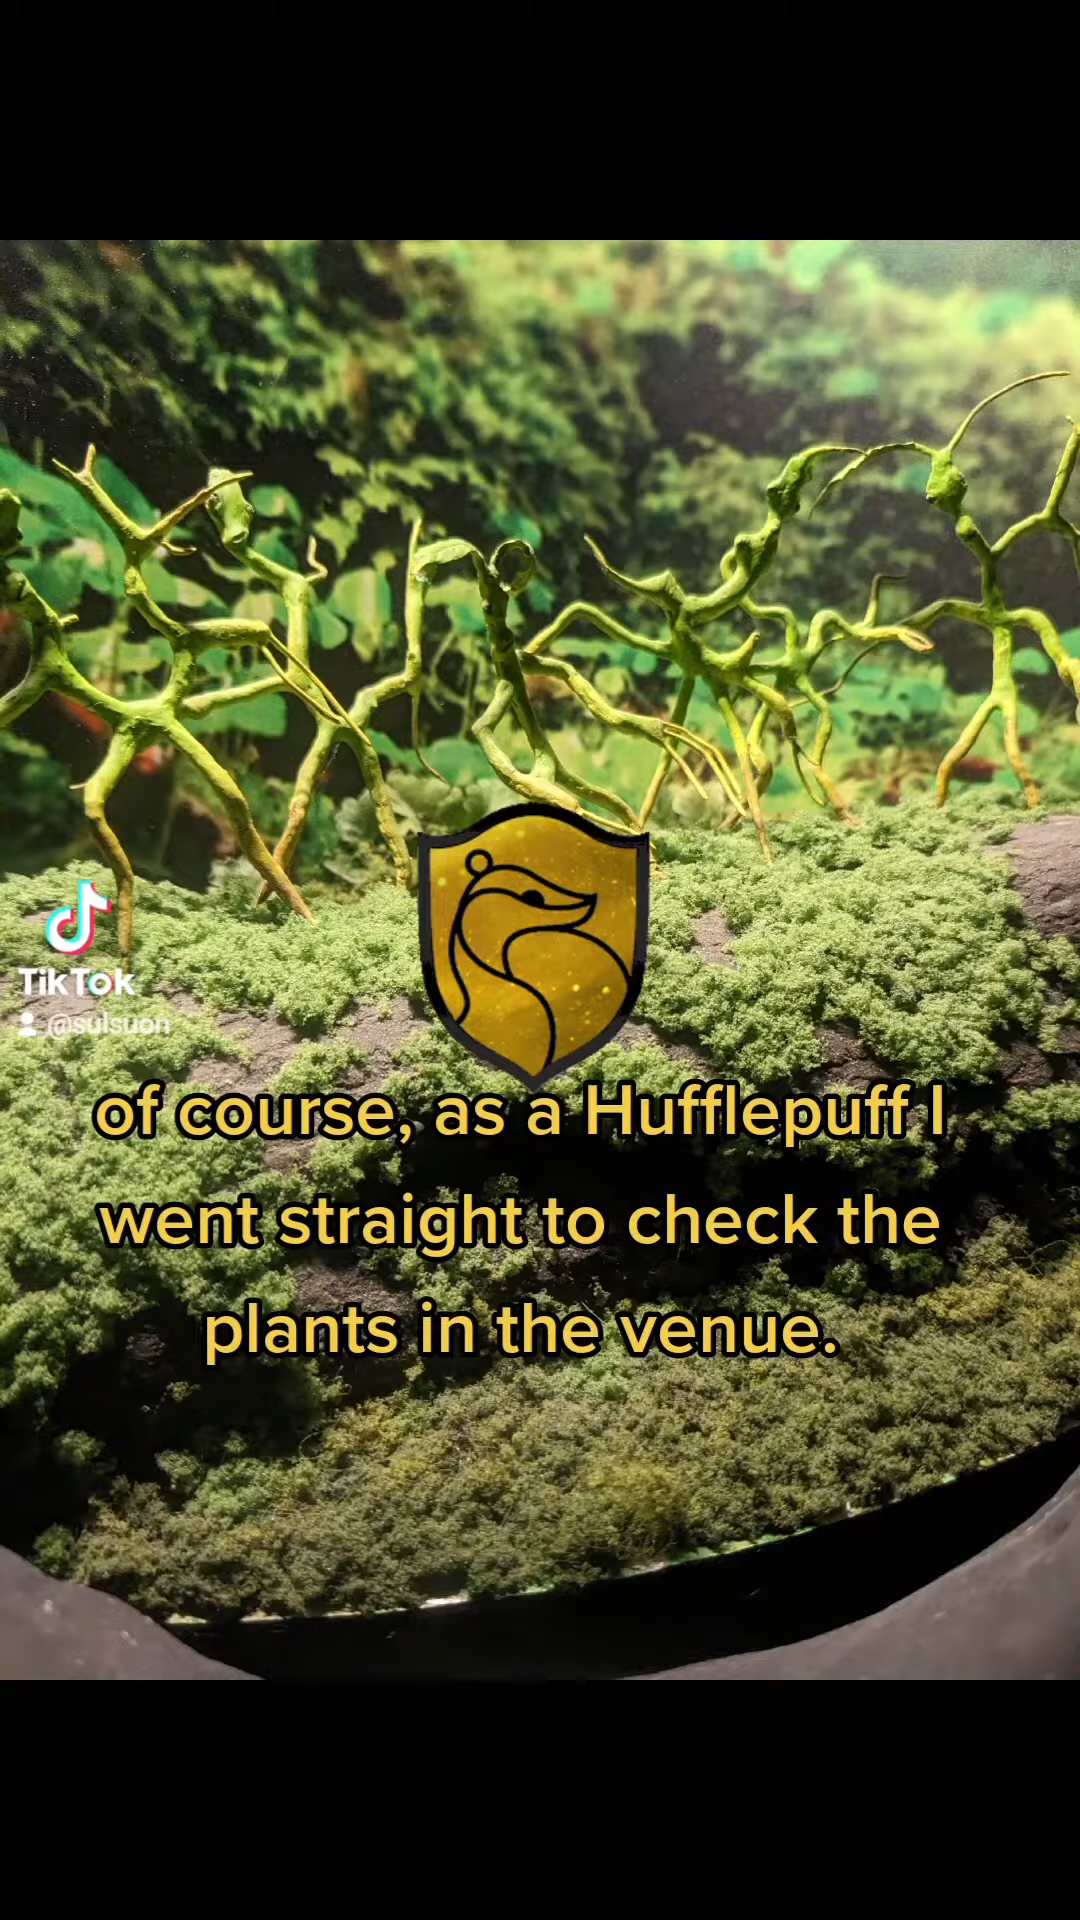 TikTok
@sulsuon
of course, as a Hufflepuff I
went straight to check the
plants in the venue.